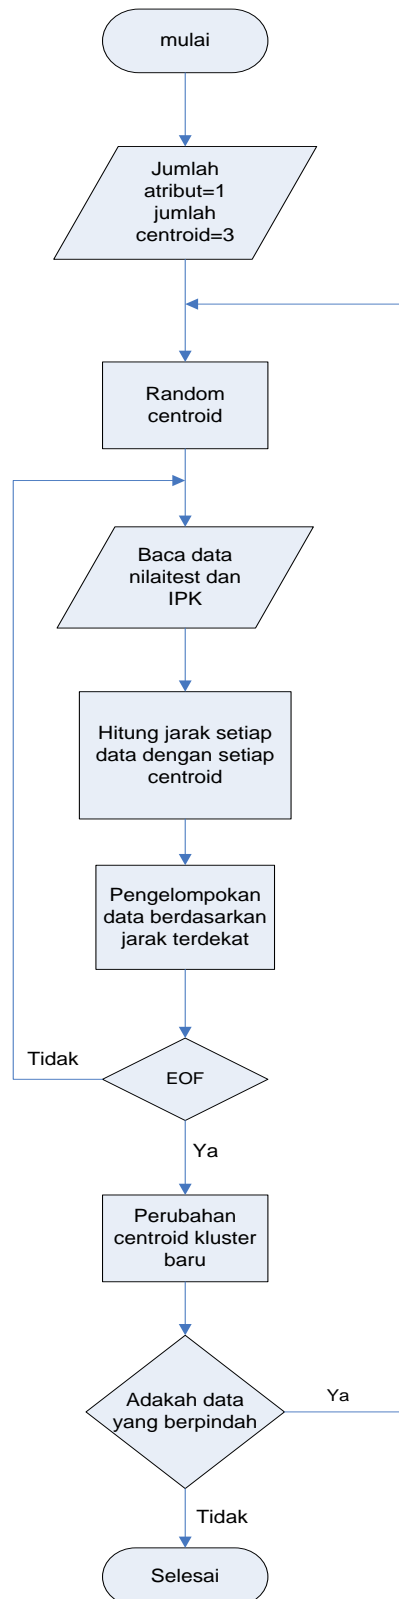 mulai
Jumlah
atribut=1
jumlah
centroid=3
Random
centroid
Baca data
nilaitest dan
IPK
Hitung jarak setiap
data dengan setiap
centroid
Pengelompokan
data berdasarkan
jarak terdekat
Tidak
EOF
Ya
Perubahan
centroid kluster
baru
Adakah data
yang berpindah
Ya
Tidak
Selesai